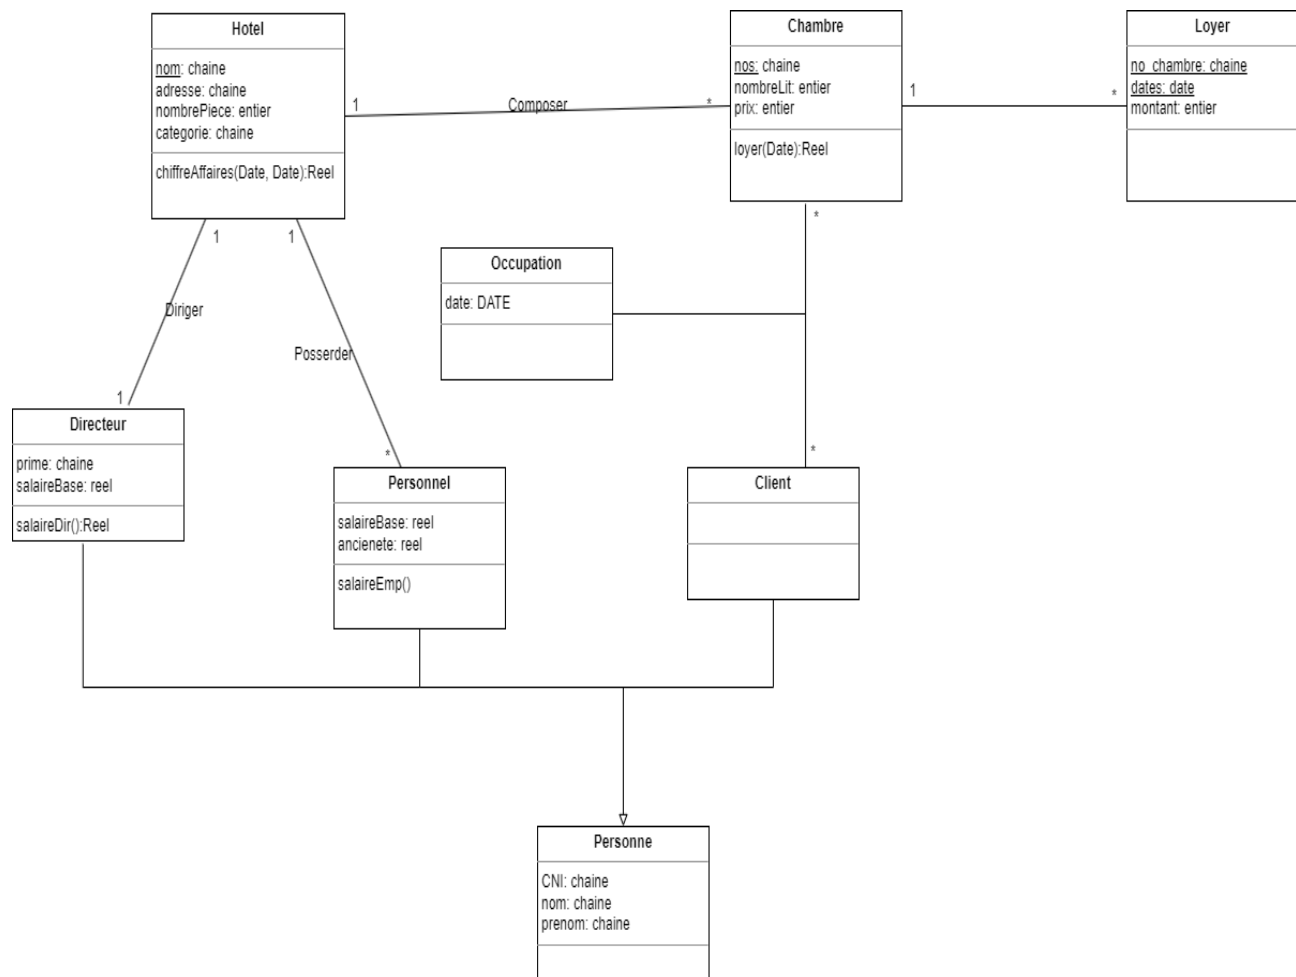 Hotel
nom: chaine
adresse: chaine
nombrePiece: entier
categorie: chaine
chiffreAffaires(Date, Date):Reel
1
Composer
*
Chambre
nos: chaine
nombreLit: entier
prix: entier
loyer(Date):Reel
1
*
Loyer
no_chambre: chaine
dates: date
montant: entier
1
1
*
Occupation
date: DATE
Diriger
Posserder
1
*
*
Directeur
prime: chaine
salaireBase: reel
salaireDir():Reel
Personnel
salaireBase: reel
ancienete: reel
salaireEmp()
Client
Personne
CNI: chaine
nom: chaine
prenom: chaine